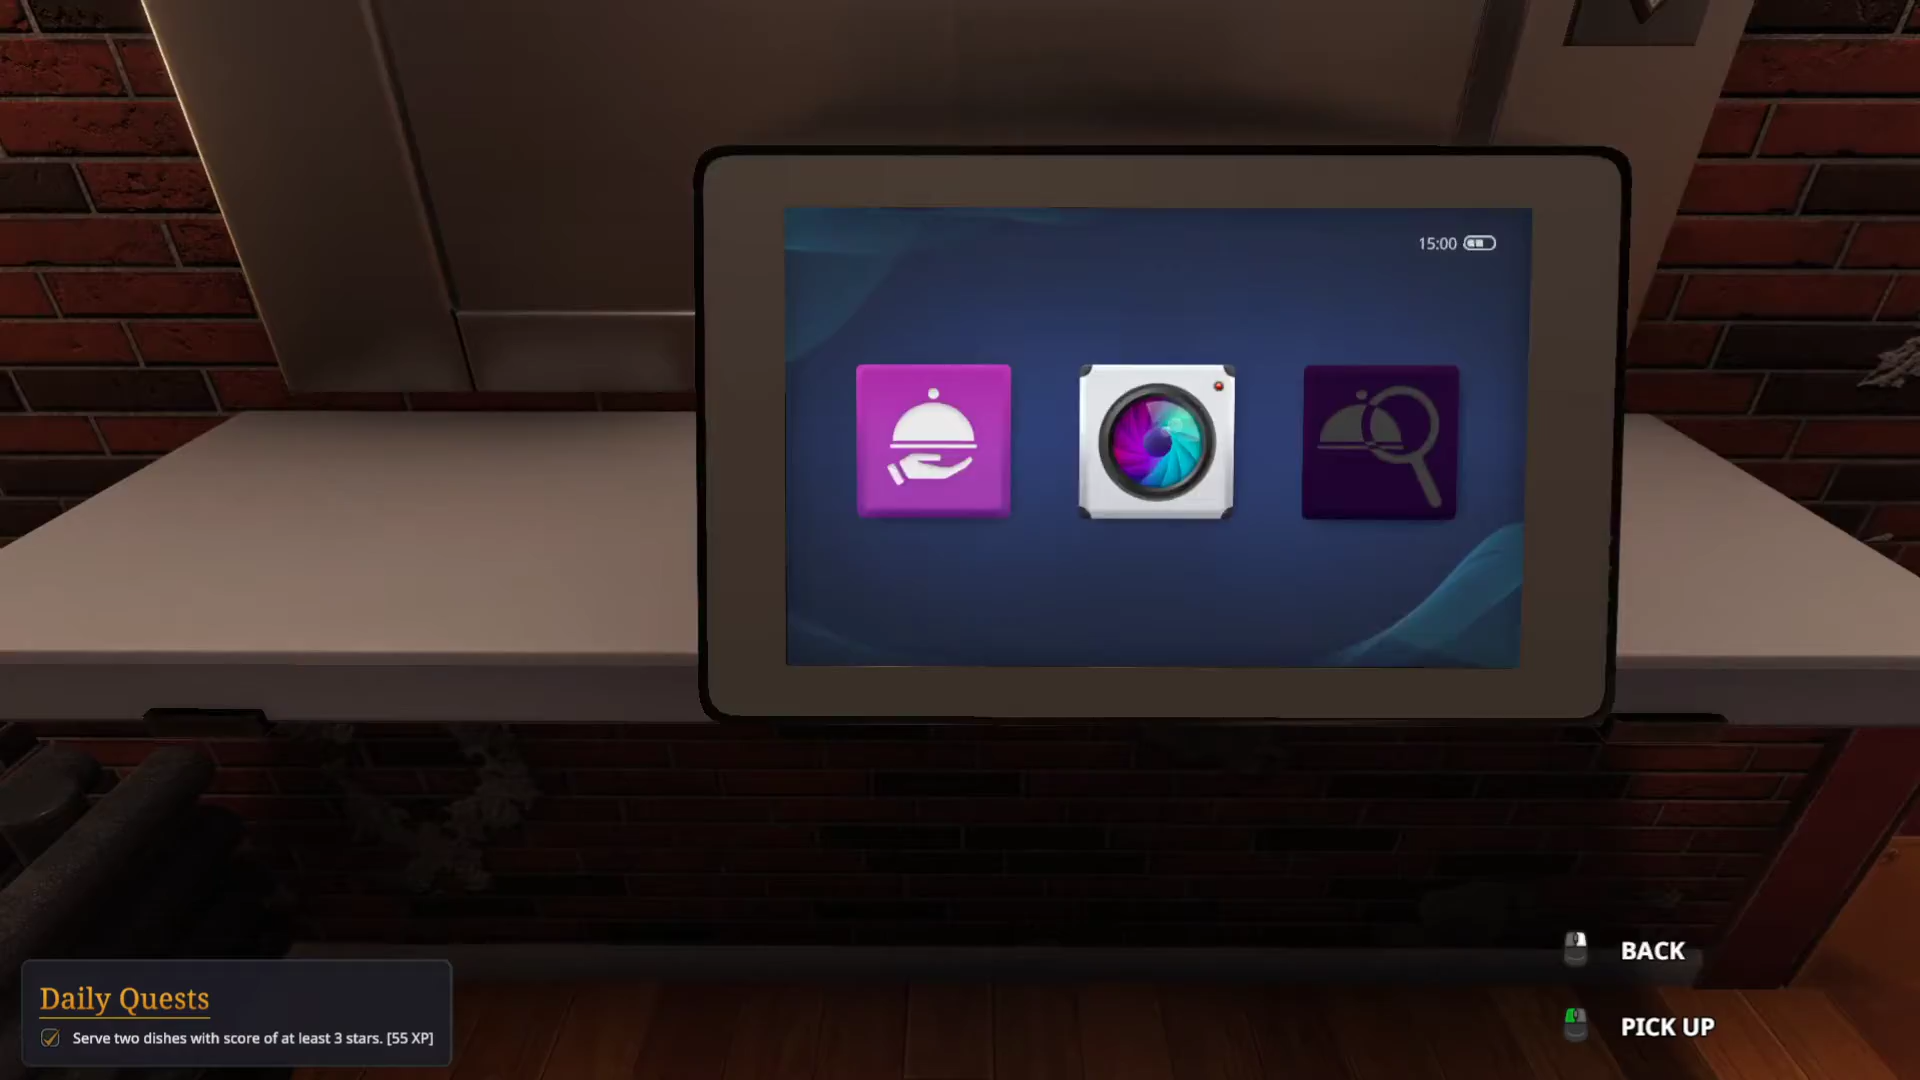 15:00
BACK
Daily Quests
PICK UP
Serve two dishes with score of at least 3 stars. [55 XP]